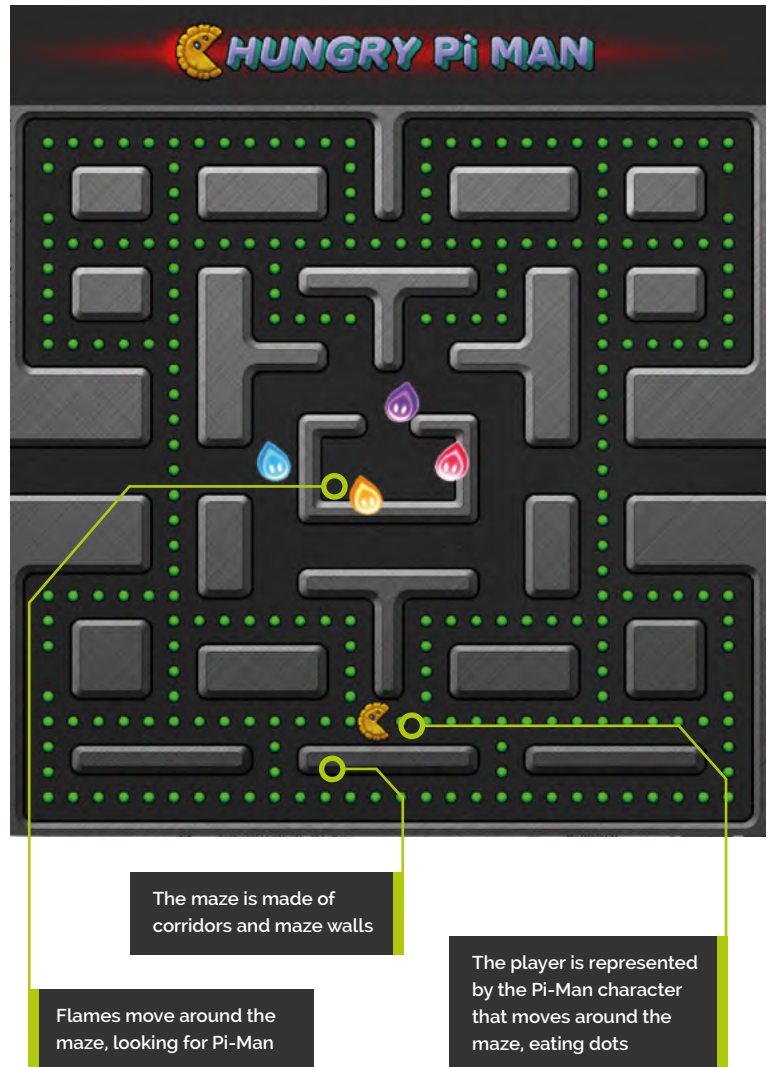 HUNGRY Pi MAN
The maze is made of
corridors and maze walls
The player is represented
by the Pi-Man character
that moves around the
maze, eating dots
Flames move around the
maze, looking for Pi-Man